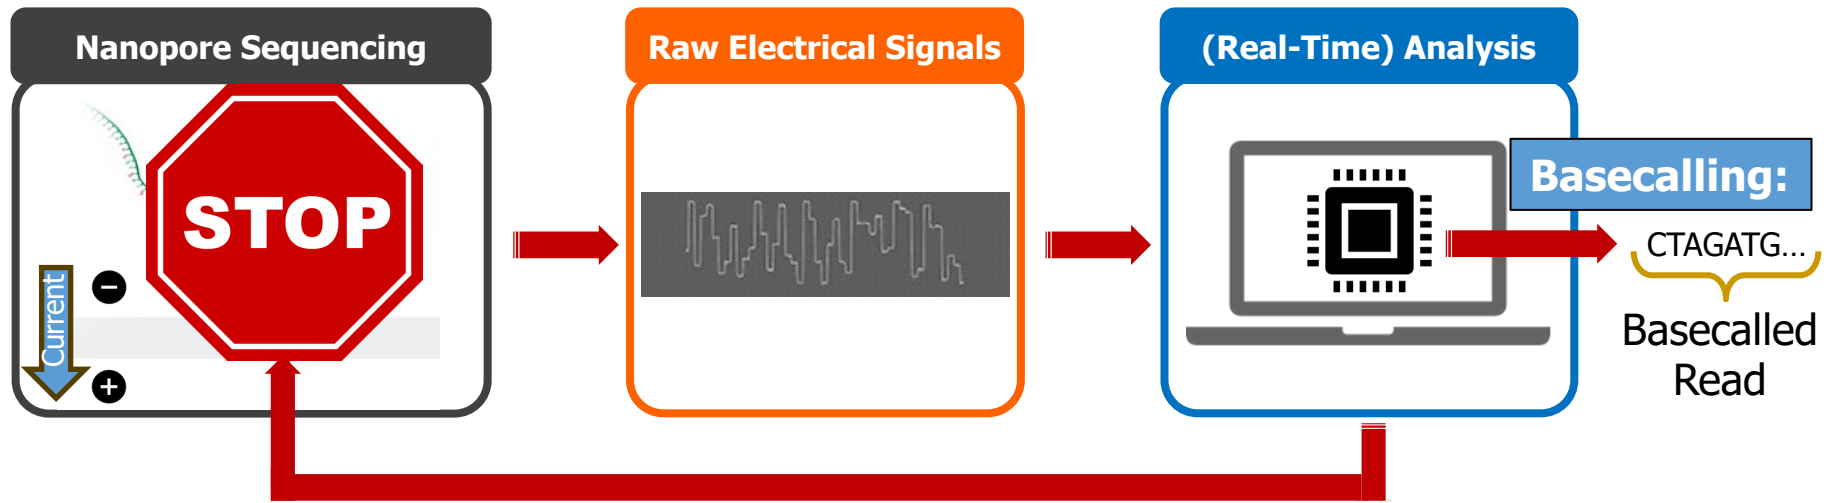 Nanopore Sequencing
Raw Electrical Signals
(Real-Time) Analysis
STOP
Current
−
+
Basecalling:
CTAGATG...
Basecalled
Read